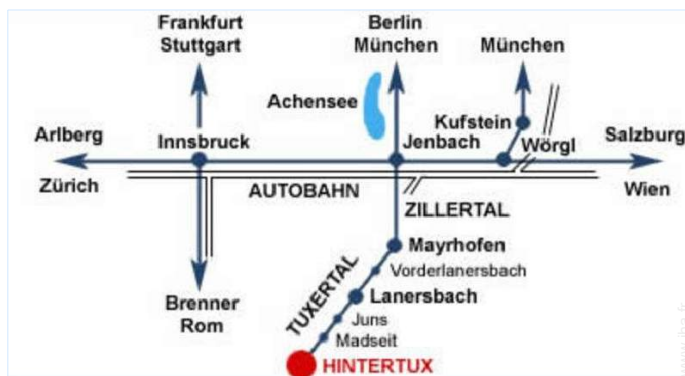 Frankfurt
Stuttgart
Berlin
München
München
Achensee
Kufstein
Arlberg
Innsbruck
Jenbach
Wörgl
Salzburg
Zürich
AUTOBAHN
Wien
ZILLERTAL
Mayrhofen
Vorderlanersbach
TUXERTAL
Lanersbach
Brenner
Rom
Juns
Madseit
HINTERTUX